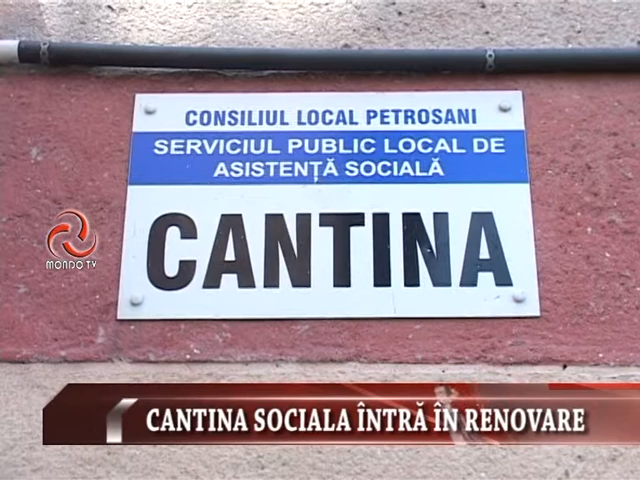 CONSILIUL LOCAL PETROSANI
SERVICIUL PUBLIC LOCAL DE
ASISTENȚĂ SOCIALĂ
CANTINA
MONDO TV
CANTINA SOCIALA ÎNTRĂ ÎN RENOVARE